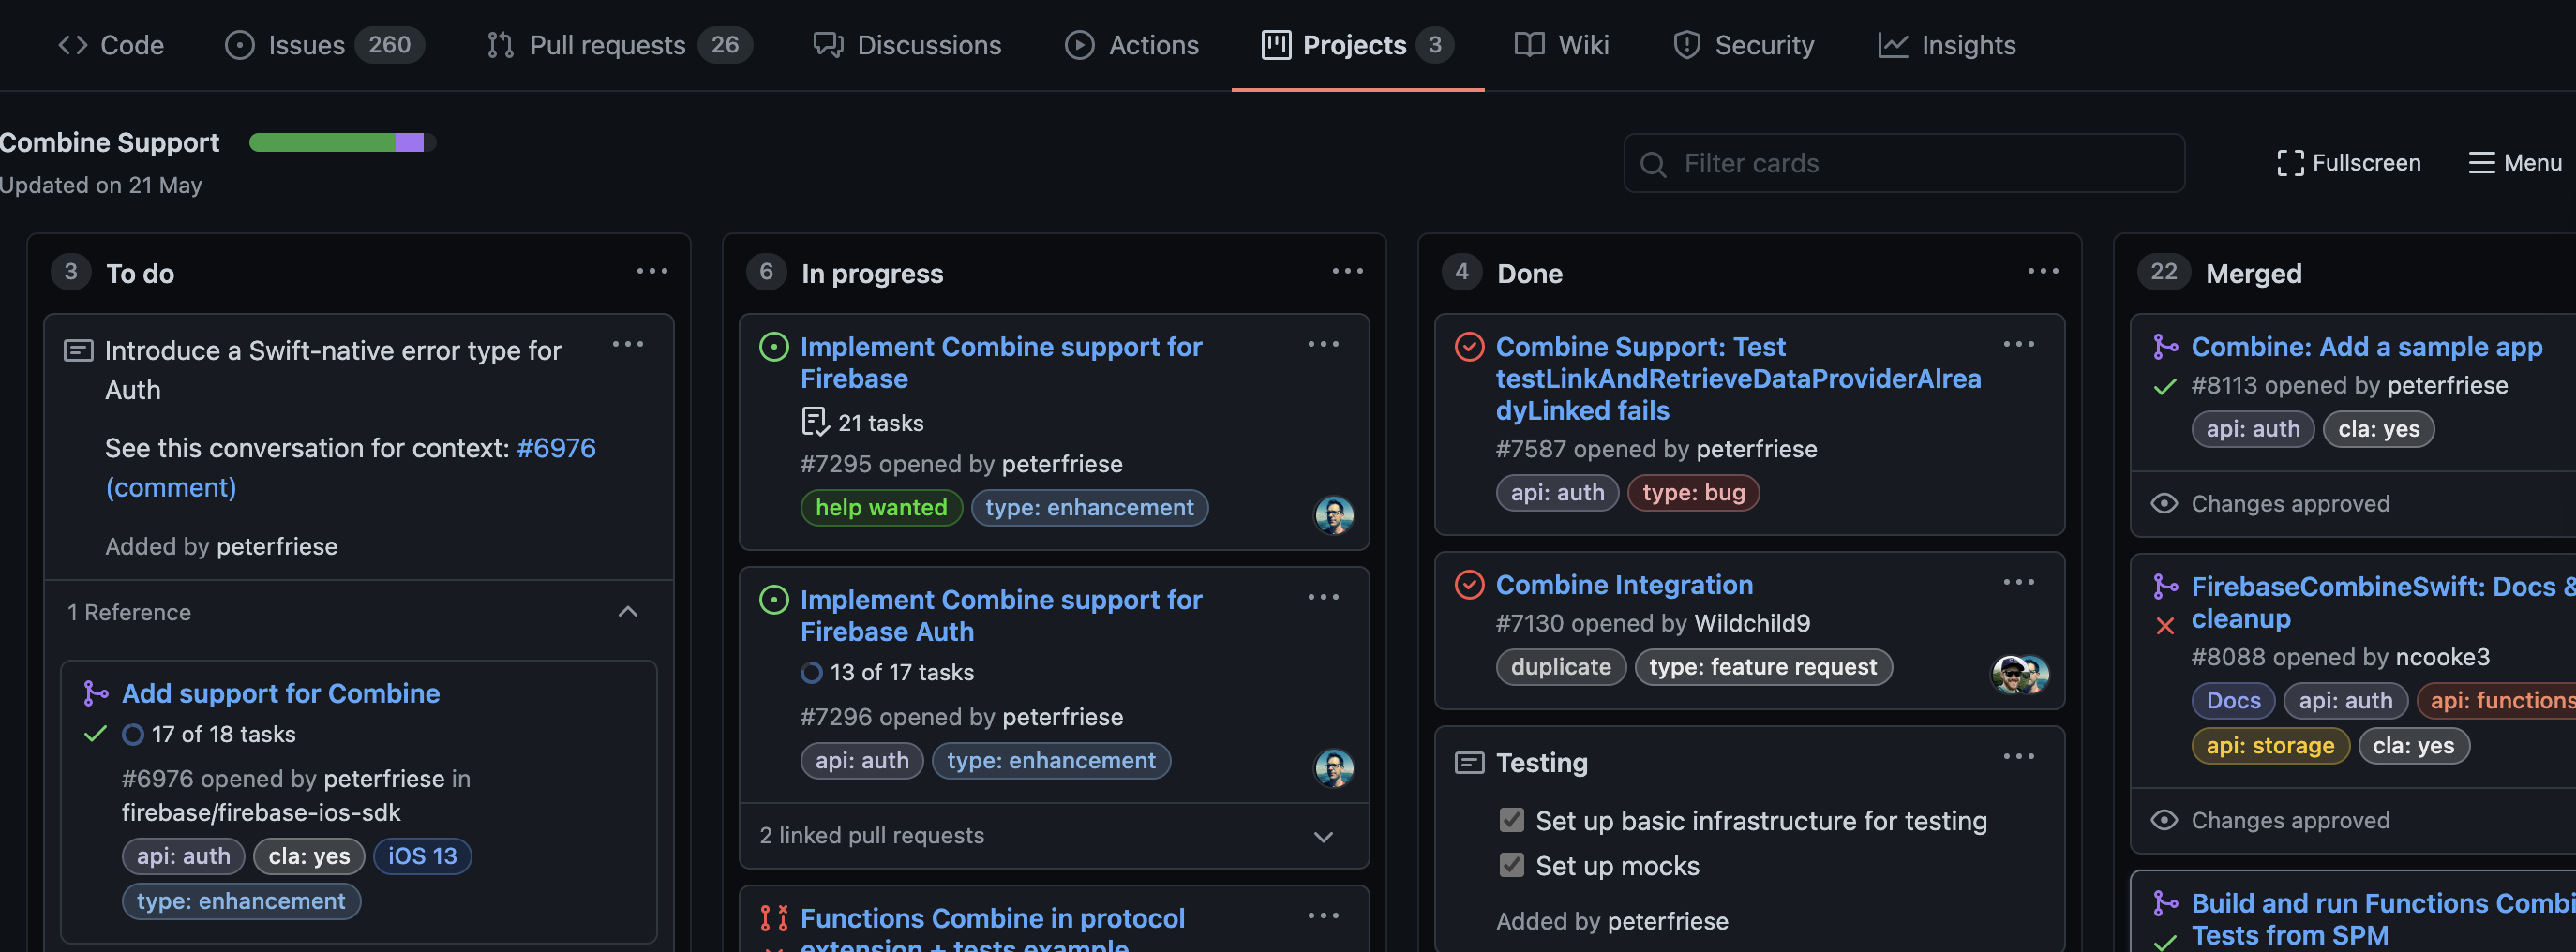 Code Issues 260 Pull requests 26 Discussions Actions Projects 3 Wiki Security Insights
Combine Support
Updated on 21 May
Filter cards
Fullscreen
Menu
3 To do
Introduce a Swift-native error type for
Auth
See this conversation for context: #6976
(comment)
Added by peterfriese
1 Reference
Add support for Combine
17 of 18 tasks
#6976 opened by peterfriese in
firebase/firebase-ios-sdk
api: auth cla: yes iOS 13
type: enhancement
6 In progress
Implement Combine support for
Firebase
21 tasks
#7295 opened by peterfriese
help wanted type: enhancement
Implement Combine support for
Firebase Auth
13 of 17 tasks
#7296 opened by peterfriese
api: auth type: enhancement
2 linked pull requests
Functions Combine in protocol
extension + tests example
4 Done
Combine Support: Test
testLinkAndRetrieveDataProviderAlrea
dyLinked fails
#7587 opened by peterfriese
api: auth type: bug
Combine Integration
#7130 opened by Wildchild9
duplicate type: feature request
Testing
Set up basic infrastructure for testing
Set up mocks
Added by peterfriese
22 Merged
Combine: Add a sample app
#8113 opened by peterfriese
api: auth cla: yes
Changes approved
FirebaseCombineSwift: Docs &
cleanup
#8088 opened by ncooke3
Docs api: auth api: functions
api: storage cla: yes
Changes approved
Build and run Functions Combi
Tests from SPM